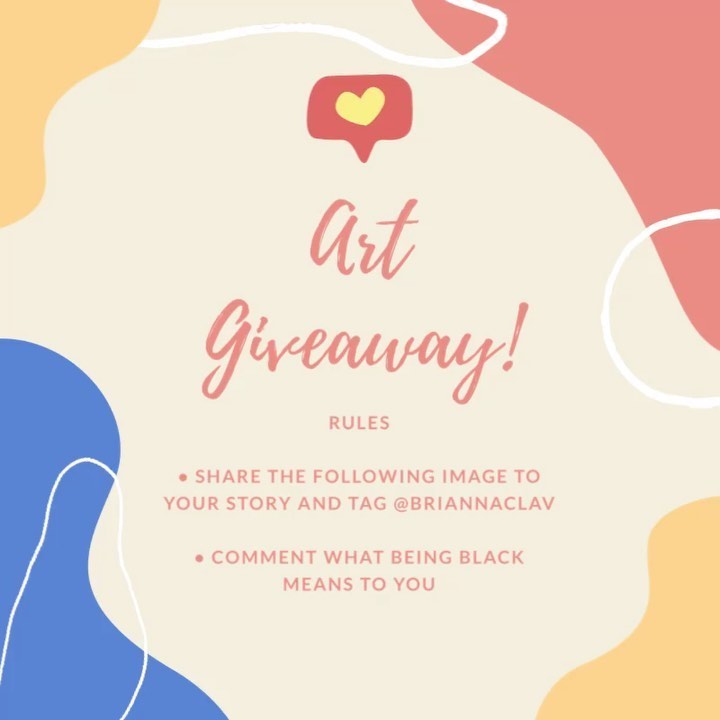 Art
Giveaway!
RULES
• SHARE THE FOLLOWING IMAGE TO
YOUR STORY AND TAG @BRIANNACLAV
• COMMENT WHAT BEING BLACK
MEANS TO YOU